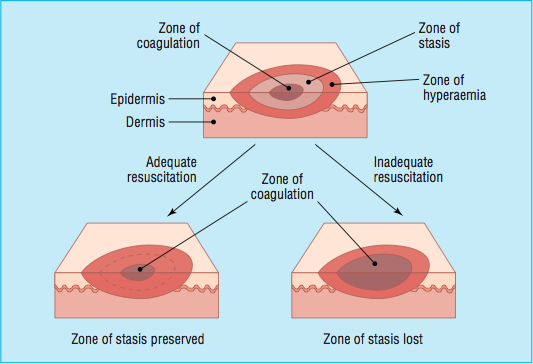 Zone of
coagulation
Zone of
stasis
Zone of
hyperaemia
Epidermis
Dermis
Adequate
resuscitation
Inadequate
resuscitation
Zone of
coagulation
Zone of stasis preserved
Zone of stasis lost